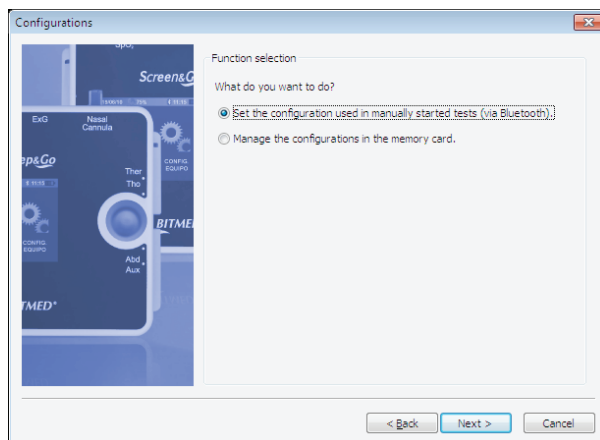 Configurations
SpO2
Screen&G
ExG
Nasal
Cannula
CONFIG.
EQUIPO
ep&Go
Ther
Tho
CONFIG.
EQUIPO
BITME
Abd
Aux
TMED
Function selection
What do you want to do?
Set the configuration used in manually started tests (via Bluetooth).
Manage the configurations in the memory card.
< Back
Next >
Cancel